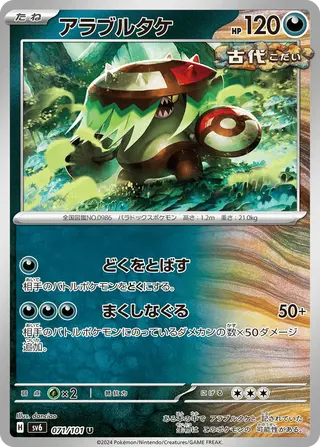 たね
アラブルタケ
HP 120
古代 こだい
全国図鑑NO.0986 パラドックスポケモン 高さ：1.2m 重さ：21.0kg
どくをとばす
相手のバトルポケモンをどくにする。
まくしなぐる 50+
相手のバトルポケモンにのっているダメカンの数×50ダメージ
追加。
弱点 ×2 抵抗力 にげる
Illus. danciao
H sv6 071/101 U
©2024 Pokémon/Nintendo/Creatures/GAME FREAK.